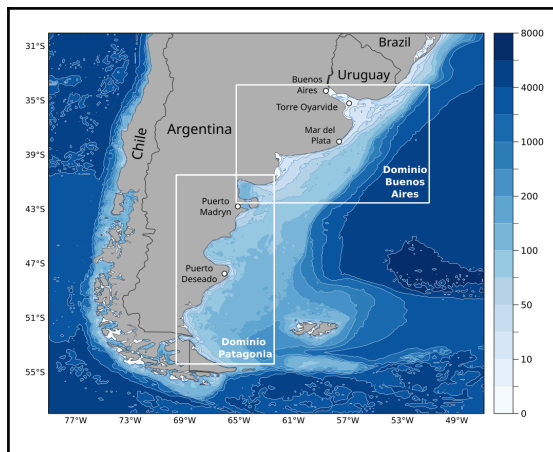 31°S
35°S
39°S
43°S
47°S
51°S
55°S
77°W
73°W
69°W
65°W
61°W
57°W
53°W
49°W
Brazil
Uruguay
Buenos
Aires
Torre Oyarvide
Argentina
Chile
Mar del
Plata
Dominio
Buenos
Aires
Puerto
Madryn
Puerto
Deseado
Dominio
Patagonia
8000
4000
1000
200
100
50
10
0